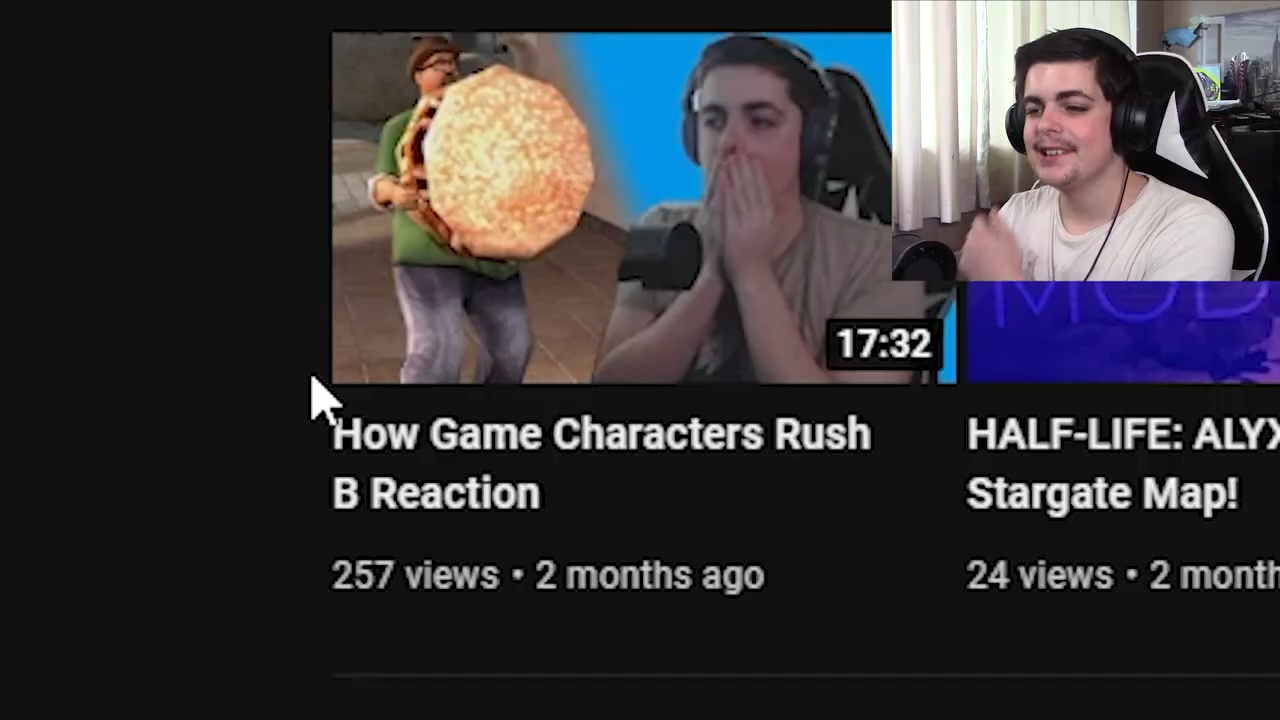 17:32
MOD
How Game Characters Rush
B Reaction
257 views • 2 months ago
HALF-LIFE: ALYX
Stargate Map!
24 views • 2 month